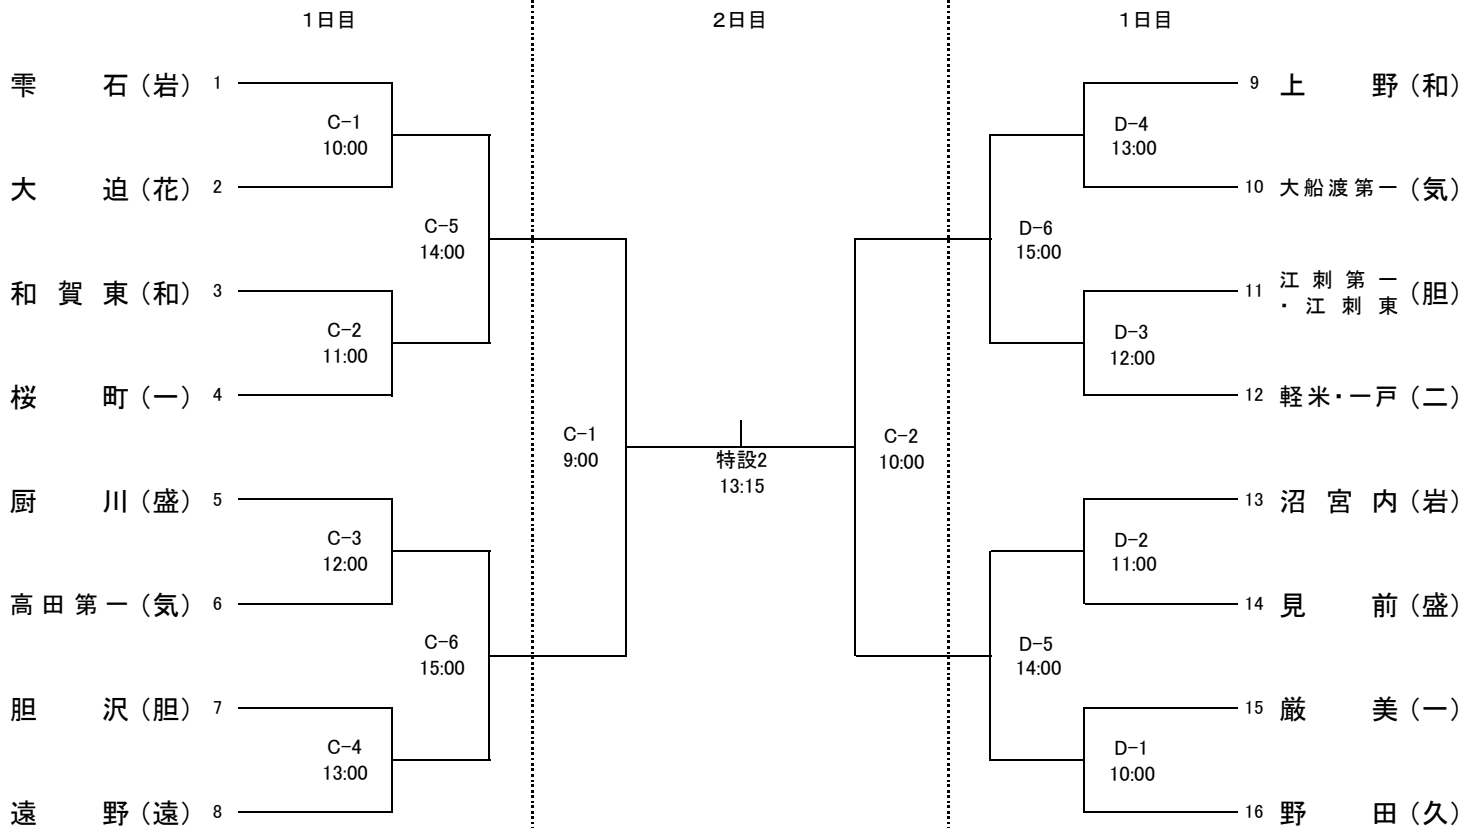 1日目 2日目 1日目
雫石(岩) 1
C-1
10:00
大迫(花) 2
C-5
14:00
和賀東(和) 3
C-2
11:00
桜町(一) 4
厨川(盛) 5
C-3
12:00
高田第一(気) 6
C-6
15:00
胆沢(胆) 7
C-4
13:00
遠野(遠) 8
C-1
9:00
特設2
13:15
C-2
10:00
9 上野(和)
D-4
13:00
10 大船渡第一(気)
D-6
15:00
11 江刺第一
・江刺東(胆)
D-3
12:00
12 軽米・一戸(二)
13 沼宮内(岩)
D-2
11:00
14 見前(盛)
D-5
14:00
15 厳美(一)
D-1
10:00
16 野田(久)